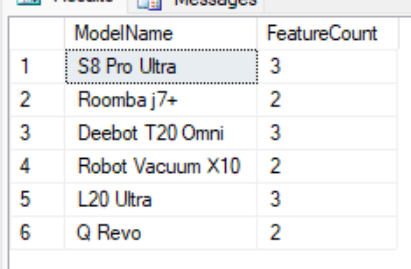 Results Messages
ModelName FeatureCount
1 S8 Pro Ultra 3
2 Roomba j7+ 2
3 Deebot T20 Omni 3
4 Robot Vacuum X10 2
5 L20 Ultra 3
6 Q Revo 2